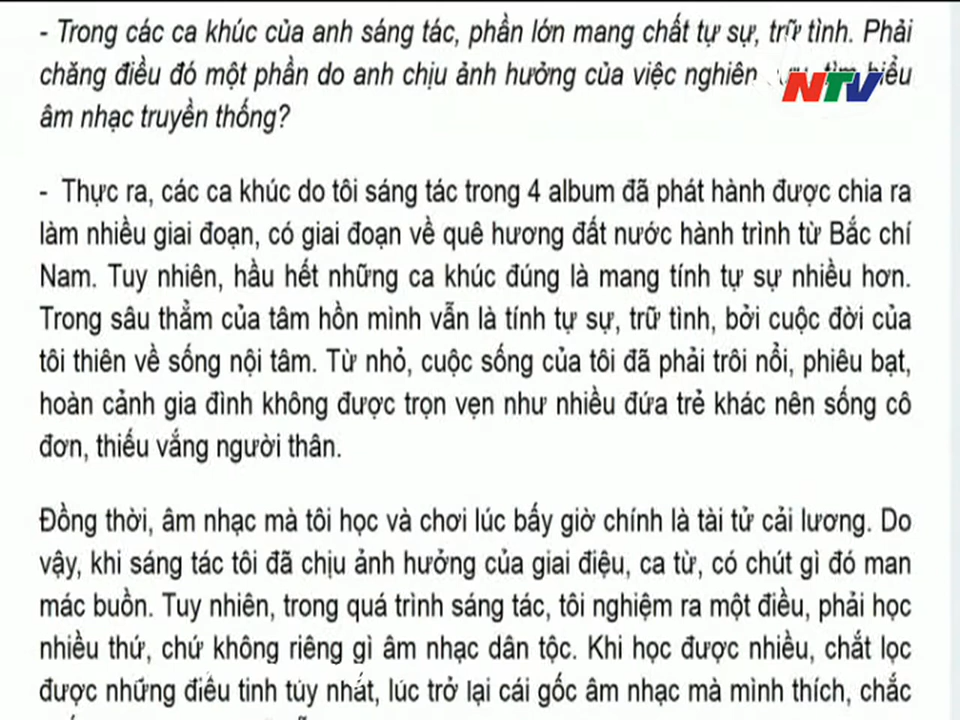 - Trong các ca khúc của anh sáng tác, phần lớn mang chất tự sự, trữ tình. Phải
chăng điều đó một phần do anh chịu ảnh hưởng của việc nghiên tìm hiểu
NTV
âm nhạc truyền thống?
- Thực ra, các ca khúc do tôi sáng tác trong 4 album đã phát hành được chia ra
làm nhiều giai đoạn, có giai đoạn về quê hương đất nước hành trình từ Bắc chí
Nam. Tuy nhiên, hầu hết những ca khúc đúng là mang tính tự sự nhiều hơn.
Trong sâu thẳm của tâm hồn mình vẫn là tính tự sự, trữ tình, bởi cuộc đời của
tôi thiên về sống nội tâm. Từ nhỏ, cuộc sống của tôi đã phải trôi nổi, phiêu bạt,
hoàn cảnh gia đình không được trọn vẹn như nhiều đứa trẻ khác nên sống cô
đơn, thiếu vắng người thân.
Đồng thời, âm nhạc mà tôi học và chơi lúc bấy giờ chính là tài tử cải lương. Do
vậy, khi sáng tác tôi đã chịu ảnh hưởng của giai điệu, ca từ, có chút gì đó man
mác buồn. Tuy nhiên, trong quá trình sáng tác, tôi nghiệm ra một điều, phải học
nhiều thứ, chứ không riêng gì âm nhạc dân tộc. Khi học được nhiều, chắt lọc
được những điều tinh túy nhất, lúc trở lại cái gốc âm nhạc mà mình thích, chắc